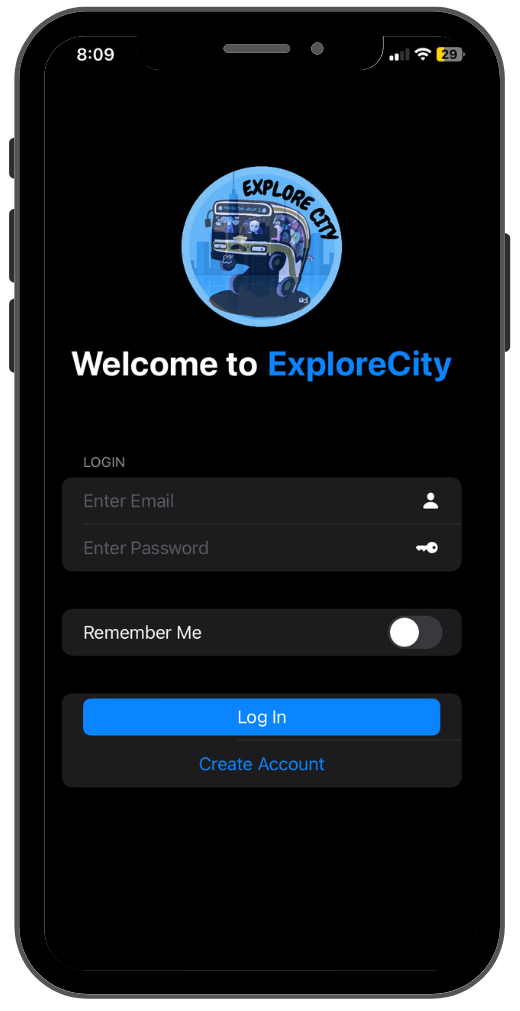 8:09
29
EXPLORE CITY
Welcome to ExploreCity
LOGIN
Enter Email
Enter Password
Remember Me
Log In
Create Account